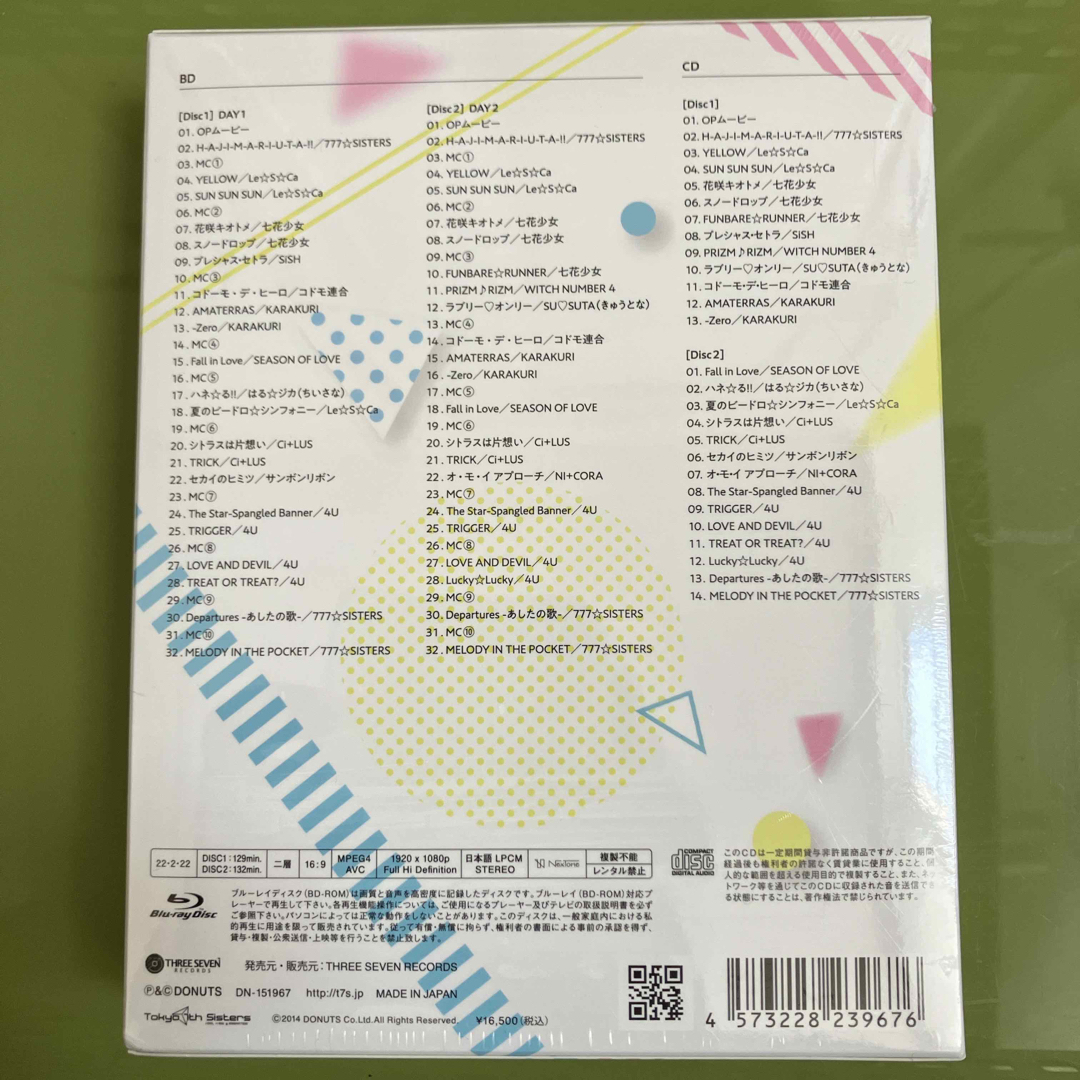 BD
[Disc1] DAY1
01. OPムービー
02. H-A-J-I-M-A-R-I-U-T-A-!!／777☆SISTERS
03. MC①
04. YELLOW／Le☆S☆Ca
05. SUN SUN SUN／Le☆S☆Ca
06. MC②
07. 花咲キオトメ／七花少女
08. スノードロップ／七花少女
09. プレシャス・セトラ／SiSH
10. MC③
11. コドーモ・デ・ヒーロ／コドモ連合
12. AMATERRAS／KARAKURI
13. -Zero／KARAKURI
14. MC④
15. Fall in Love／SEASON OF LOVE
16. MC⑤
17. ハネ☆る!!／はる☆ジカ(ちいさな)
18. 夏のビードロ☆シンフォニー／Le☆S☆Ca
19. MC⑥
20. シトラスは片想い／Ci+LUS
21. TRICK／Ci+LUS
22. セカイのヒミツ／サンボンリボン
23. MC⑦
24. The Star-Spangled Banner／4U
25. TRIGGER／4U
26. MC⑧
27. LOVE AND DEVIL／4U
28. TREAT OR TREAT?／4U
29. MC⑨
30. Departures -あしたの歌-／777☆SISTERS
31. MC⑩
32. MELODY IN THE POCKET／777☆SISTERS
[Disc2] DAY2
01. OPムービー
02. H-A-J-I-M-A-R-I-U-T-A-!!／777☆SISTERS
03. MC①
04. YELLOW／Le☆S☆Ca
05. SUN SUN SUN／Le☆S☆Ca
06. MC②
07. 花咲キオトメ／七花少女
08. スノードロップ／七花少女
09. MC③
10. FUNBARE☆RUNNER／七花少女
11. PRIZM♪RIZM／WITCH NUMBER 4
12. ラブリー♡オンリー／SU♡SUTA(きゅうとな)
13. MC④
14. コドーモ・デ・ヒーロ／コドモ連合
15. AMATERRAS／KARAKURI
16. -Zero／KARAKURI
17. MC⑤
18. Fall in Love／SEASON OF LOVE
19. MC⑥
20. シトラスは片想い／Ci+LUS
21. TRICK／Ci+LUS
22. オ・モ・イ アプローチ／NI+CORA
23. MC⑦
24. The Star-Spangled Banner／4U
25. TRIGGER／4U
26. MC⑧
27. LOVE AND DEVIL／4U
28. Lucky☆Lucky／4U
29. MC⑨
30. Departures -あしたの歌-／777☆SISTERS
31. MC⑩
32. MELODY IN THE POCKET／777☆SISTERS
CD
[Disc1]
01. OPムービー
02. H-A-J-I-M-A-R-I-U-T-A-!!／777☆SISTERS
03. YELLOW／Le☆S☆Ca
04. SUN SUN SUN／Le☆S☆Ca
05. 花咲キオトメ／七花少女
06. スノードロップ／七花少女
07. FUNBARE☆RUNNER／七花少女
08. プレシャス・セトラ／SiSH
09. PRIZM♪RIZM／WITCH NUMBER 4
10. ラブリー♡オンリー／SU♡SUTA(きゅうとな)
11. コドーモ・デ・ヒーロ／コドモ連合
12. AMATERRAS／KARAKURI
13. -Zero／KARAKURI
[Disc2]
01. Fall in Love／SEASON OF LOVE
02. ハネ☆る!!／はる☆ジカ(ちいさな)
03. 夏のビードロ☆シンフォニー／Le☆S☆Ca
04. シトラスは片想い／Ci+LUS
05. TRICK／Ci+LUS
06. セカイのヒミツ／サンボンリボン
07. オ・モ・イ アプローチ／NI+CORA
08. The Star-Spangled Banner／4U
09. TRIGGER／4U
10. LOVE AND DEVIL／4U
11. TREAT OR TREAT?／4U
12. Lucky☆Lucky／4U
13. Departures -あしたの歌-／777☆SISTERS
14. MELODY IN THE POCKET／777☆SISTERS
22・2・22 DISC1:129min. DISC2:132min. 二層 16:9 MPEG4 AVC 1920 x 1080p Full Hi Definition 日本語 LPCM STEREO NexTone 複製不能 レンタル禁止
COMPACT disc DIGITAL AUDIO
このCDは一定期間貸与非許諾商品ですが、この期間
経過後も権利者の許諾なく賃貸業に使用すること、個
人的な範囲を超える使用目的で複製すること、また、ネッ
トワーク等を通じてこのCDに収録された音を送信でき
る状態にすることは、著作権法で禁じられています。
Blu-ray Disc
ブルーレイディスク(BD-ROM)は画質と音声を高密度に記録したディスクです。ブルーレイ(BD-ROM)対応プ
レーヤーで再生して下さい。各再生機能操作については、ご使用になるプレーヤー及びテレビの取扱説明書を必
ずご参照下さい。パソコンによっては正常な動作をしないことがあります。このディスクは、一般家庭内における私
的再生に用途を限って販売されています。従って有償・無償に拘らず、権利者の書面による事前の承認を得ず、
貸与・複製・公衆送信・上映等を行うことを禁止致します。
THREE SEVEN RECORDS 発売元・販売元:THREE SEVEN RECORDS
℗&©DONUTS DN-151967 http://t7s.jp MADE IN JAPAN
Tokyo 7th Sisters ©2014 DONUTS Co.Ltd.All Rights Reserved. ¥16,500(税込)
4 573228 239676